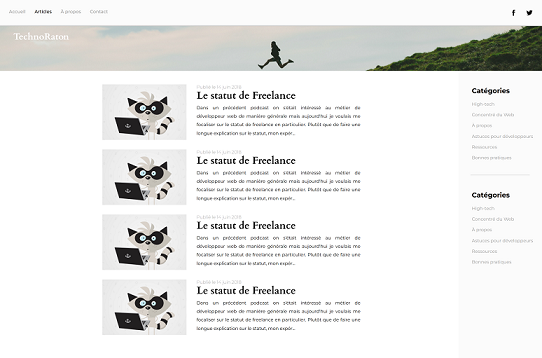 Accueil Articles À propos Contact
TechnoRaton
Publié le 14 juin 2018
Le statut de Freelance
Dans un précédent podcast on s'était intéressé au métier de
développeur web de manière générale mais aujourd'hui je voulais me
focaliser sur le statut de freelance en particulier. Plutôt que de faire une
longue explication sur le statut, mon expér...
Publié le 14 juin 2018
Le statut de Freelance
Dans un précédent podcast on s'était intéressé au métier de
développeur web de manière générale mais aujourd'hui je voulais me
focaliser sur le statut de freelance en particulier. Plutôt que de faire une
longue explication sur le statut, mon expér...
Publié le 14 juin 2018
Le statut de Freelance
Dans un précédent podcast on s'était intéressé au métier de
développeur web de manière générale mais aujourd'hui je voulais me
focaliser sur le statut de freelance en particulier. Plutôt que de faire une
longue explication sur le statut, mon expér...
Publié le 14 juin 2018
Le statut de Freelance
Dans un précédent podcast on s'était intéressé au métier de
développeur web de manière générale mais aujourd'hui je voulais me
focaliser sur le statut de freelance en particulier. Plutôt que de faire une
longue explication sur le statut, mon expér...
Catégories
High-tech
Concentré du Web
À propos
Astuces pour développeurs
Ressources
Bonnes pratiques
Catégories
High-tech
Concentré du Web
À propos
Astuces pour développeurs
Ressources
Bonnes pratiques